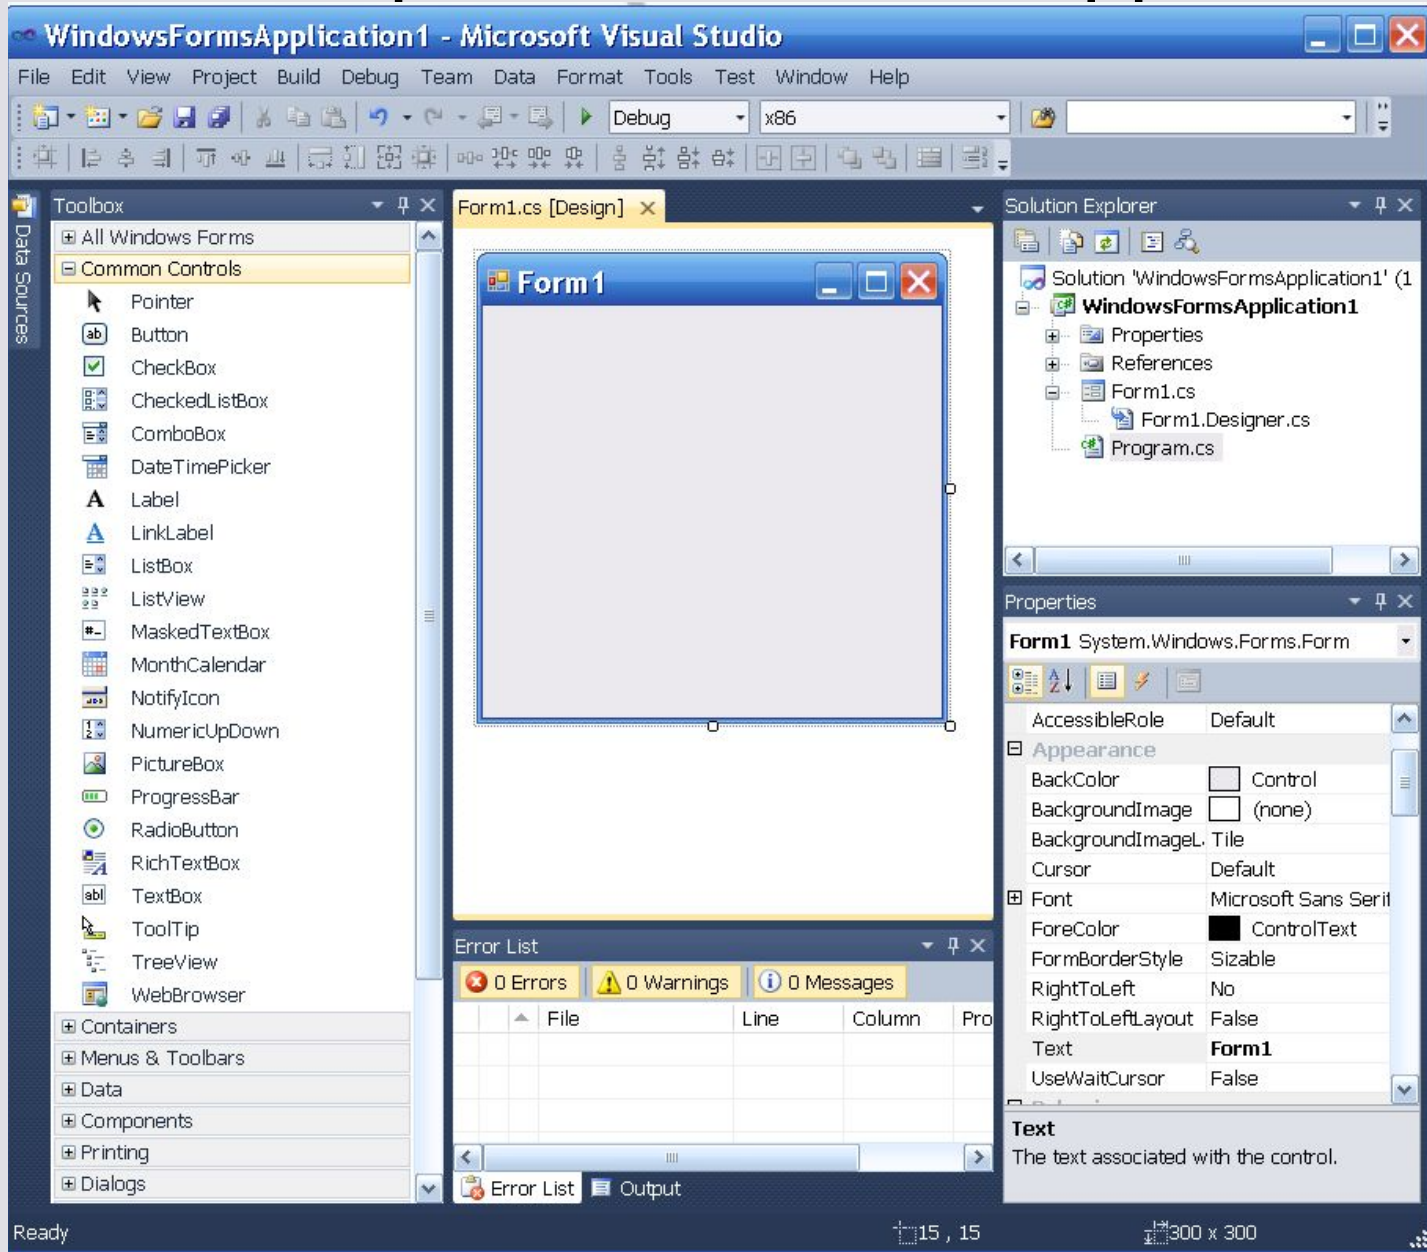 WindowsFormsApplication1 - Microsoft Visual Studio
File Edit View Project Build Debug Team Data Format Tools Test Window Help
Debug x86
Data Sources
Toolbox
All Windows Forms
Common Controls
Pointer
ab Button
CheckBox
CheckedListBox
ComboBox
DateTimePicker
A Label
A LinkLabel
ListBox
ListView
#_ MaskedTextBox
MonthCalendar
NotifyIcon
NumericUpDown
PictureBox
ProgressBar
RadioButton
RichTextBox
abl TextBox
ToolTip
TreeView
WebBrowser
Containers
Menus & Toolbars
Data
Components
Printing
Dialogs
Form1.cs [Design]
Form1
Error List
0 Errors 0 Warnings 0 Messages
File Line Column Pro
Error List Output
Solution Explorer
Solution 'WindowsFormsApplication1' (1
WindowsFormsApplication1
Properties
References
Form1.cs
Form1.Designer.cs
Program.cs
Properties
Form1 System.Windows.Forms.Form
AccessibleRole Default
Appearance
BackColor Control
BackgroundImage (none)
BackgroundImageL Tile
Cursor Default
Font Microsoft Sans Serif
ForeColor ControlText
FormBorderStyle Sizable
RightToLeft No
RightToLeftLayout False
Text Form1
UseWaitCursor False
Text
The text associated with the control.
Ready 15 , 15 300 x 300